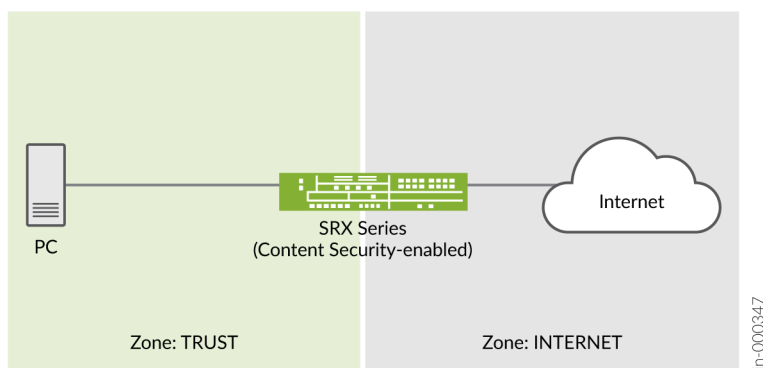 Internet
PC
SRX Series
(Content Security-enabled)
Zone: TRUST
Zone: INTERNET
n-000347